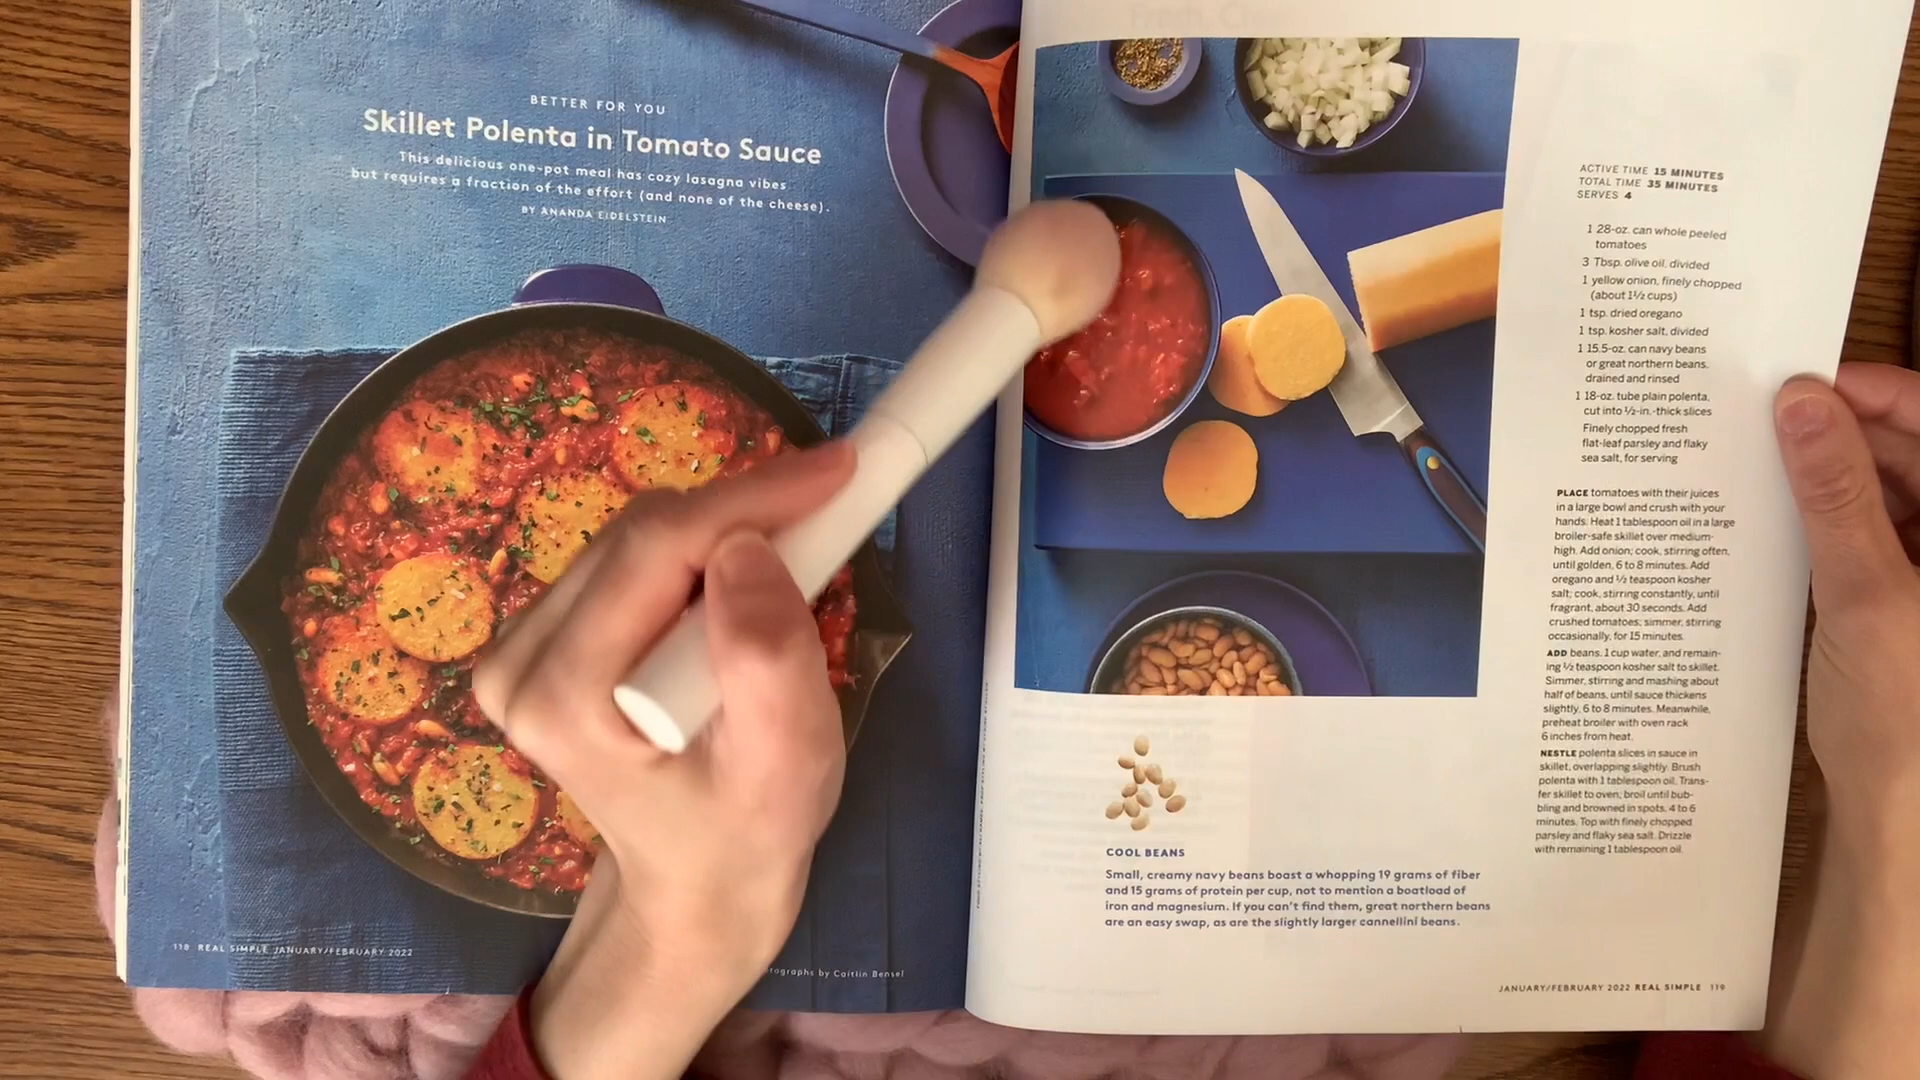 BETTER FOR YOU
Skillet Polenta in Tomato Sauce
This delicious one-pot meal has cozy lasagna vibes
but requires a fraction of the effort (and none of the cheese).
BY ANANDA EIDELSTEIN
118 REAL SIMPLE JANUARY/FEBRUARY 2022
by Caitlin Bensel
ACTIVE TIME 15 MINUTES
TOTAL TIME 35 MINUTES
SERVES 4
1 28-oz. can whole peeled
tomatoes
3 Tbsp. olive oil, divided
1 yellow onion, finely chopped
(about 1½ cups)
1 tsp. dried oregano
1 tsp. kosher salt, divided
1 15.5-oz. can navy beans
or great northern beans,
drained and rinsed
1 18-oz. tube plain polenta,
cut into ½-in.-thick slices
Finely chopped fresh
flat-leaf parsley and flaky
sea salt, for serving
PLACE tomatoes with their juices
in a large bowl and crush with your
hands. Heat 1 tablespoon oil in a large
broiler-safe skillet over medium-
high. Add onion; cook, stirring often,
until golden, 6 to 8 minutes. Add
oregano and ½ teaspoon kosher
salt; cook, stirring constantly, until
fragrant, about 30 seconds. Add
crushed tomatoes; simmer, stirring
occasionally, for 15 minutes.
ADD beans, 1 cup water, and remain-
ing ½ teaspoon kosher salt to skillet.
Simmer, stirring and mashing about
half of beans, until sauce thickens
slightly, 6 to 8 minutes. Meanwhile,
preheat broiler with oven rack
6 inches from heat.
NESTLE polenta slices in sauce in
skillet, overlapping slightly. Brush
polenta with 1 tablespoon oil. Trans-
fer skillet to oven; broil until bub-
bling and browned in spots, 4 to 6
minutes. Top with finely chopped
parsley and flaky sea salt. Drizzle
with remaining 1 tablespoon oil.
COOL BEANS
Small, creamy navy beans boast a whopping 19 grams of fiber
and 15 grams of protein per cup, not to mention a boatload of
iron and magnesium. If you can't find them, great northern beans
are an easy swap, as are the slightly larger cannellini beans.
JANUARY/FEBRUARY 2022 REAL SIMPLE 119